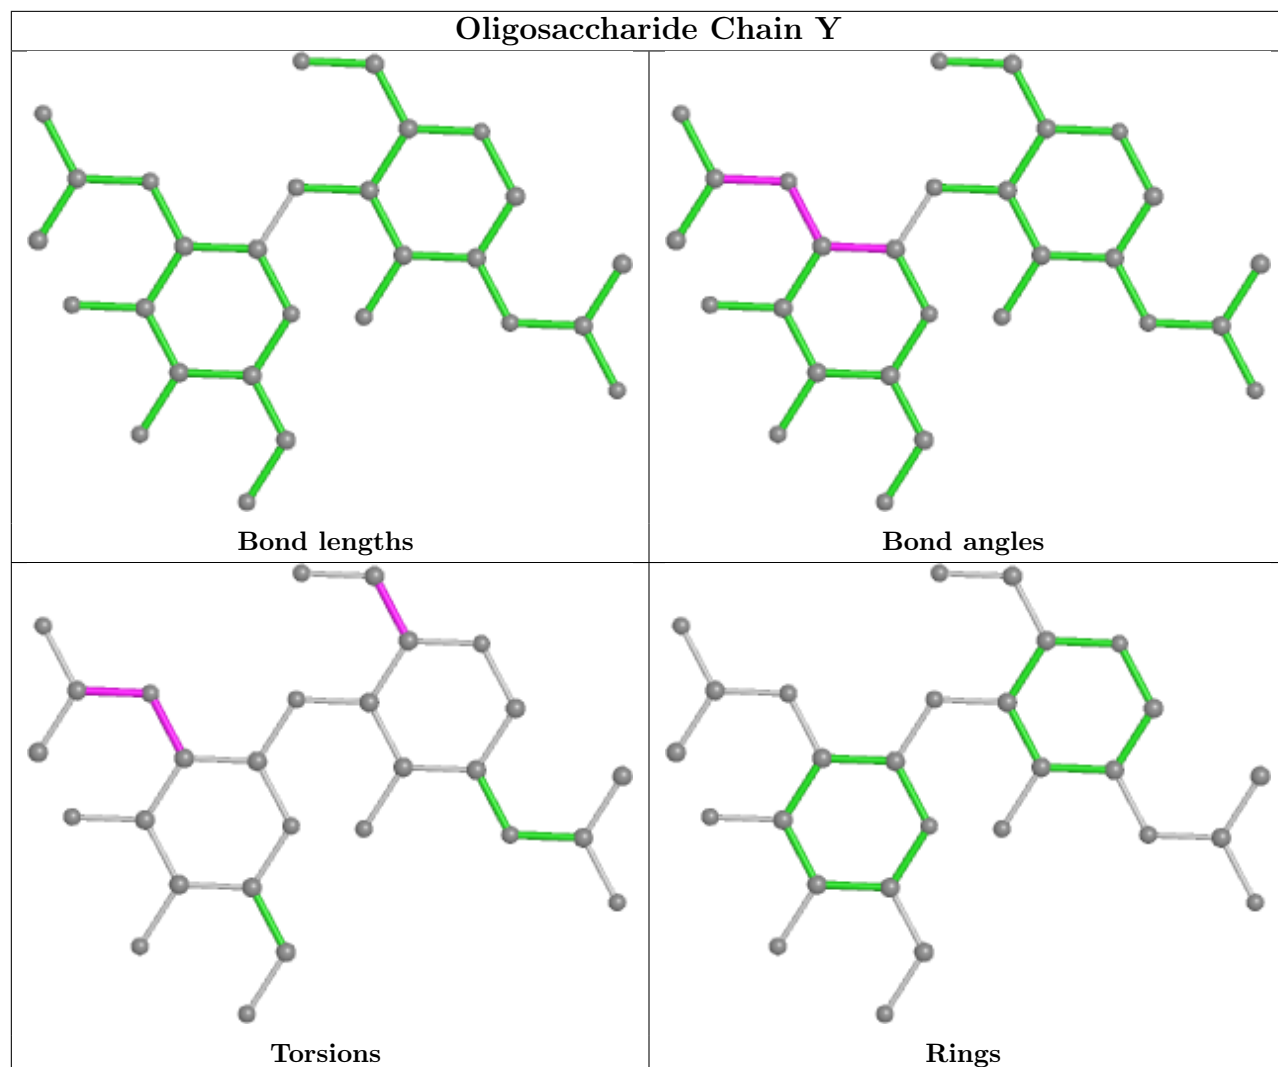 Oligosaccharide Chain Y
Bond lengths
Bond angles
Torsions
Rings